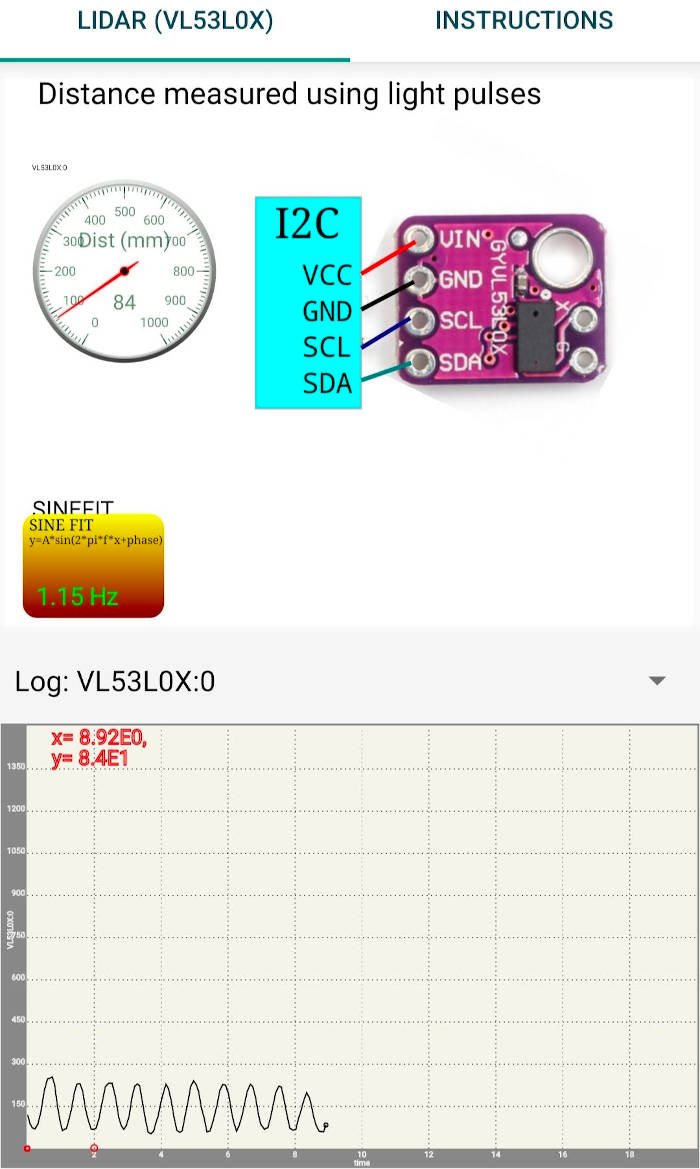 LIDAR (VL53L0X)
INSTRUCTIONS
Distance measured using light pulses
VL53L0X:0
500
400
600
300
Dist (mm)
700
200
800
100
84
900
0
1000
I2C
VCC
GND
SCL
SDA
VIN
GND
SCL
SDA
GYUL53L0X
X
G
SINEFIT
SINE FIT
y=A*sin(2*pi*f*x+phase)
1.15 Hz
Log: VL53L0X:0
x= 8.92E0,
y= 8.4E1
1350
1200
1050
900
VL53L0X:0
750
600
450
300
150
2
4
6
8
10
12
14
16
18
time